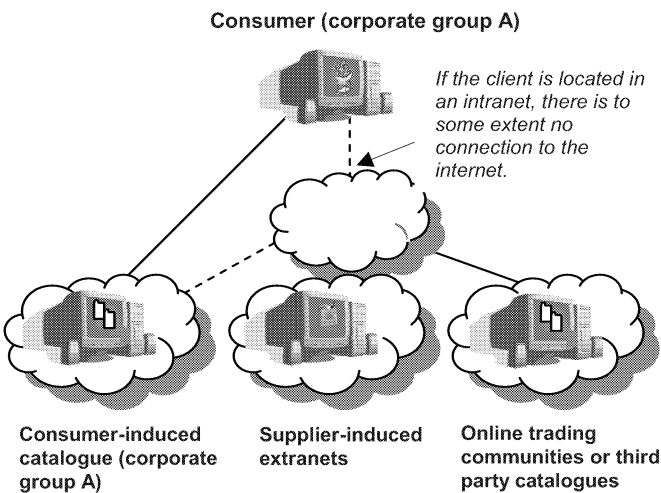 Consumer (corporate group A)
If the client is located in
an intranet, there is to
some extent no
connection to the
internet.
Consumer-induced
catalogue (corporate
group A)
Supplier-induced
extranets
Online trading
communities or third
party catalogues